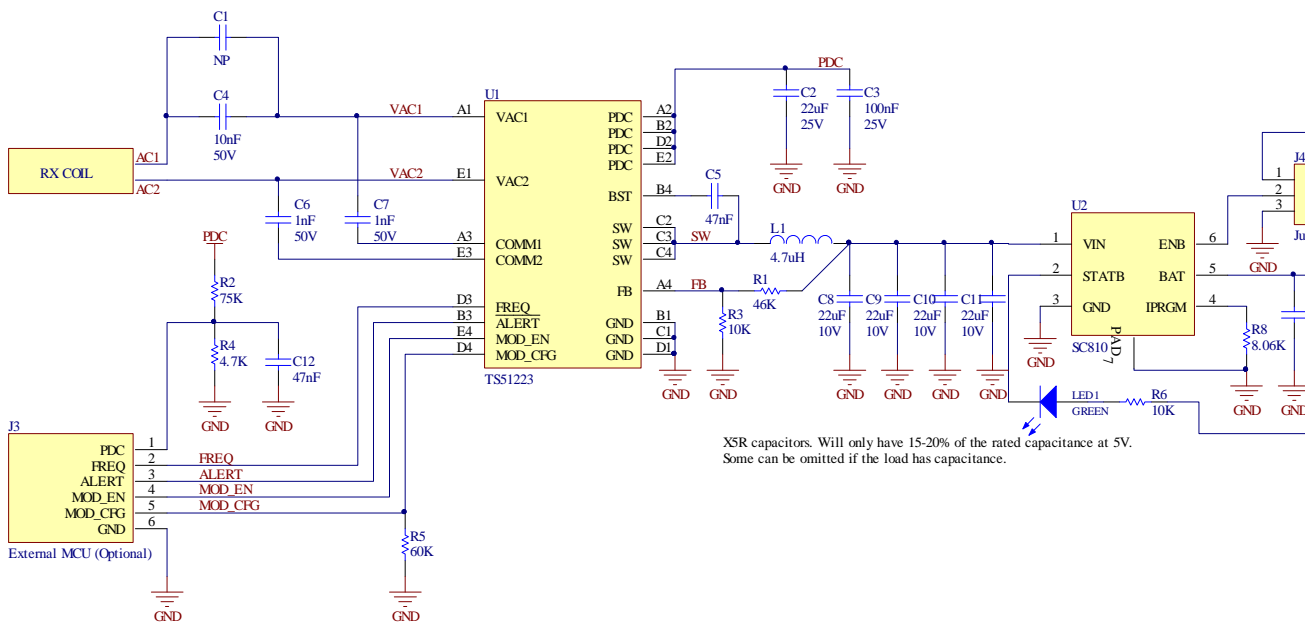 C1
NP
C4
10nF
50V
RX COIL
AC1
AC2
VAC1
VAC2
C6
1nF
50V
C7
1nF
50V
PDC
R2
75K
R4
4.7K
C12
47nF
GND
GND
U1
A1 VAC1
E1 VAC2
A3 COMM1
E3 COMM2
D3 FREQ
B3 ALERT
E4 MOD_EN
D4 MOD_CFG
PDC A2
PDC B2
PDC D2
PDC E2
BST B4
SW C2
SW C3
SW C4
FB A4
GND B1
GND C1
GND D1
TS51223
PDC
C2
22uF
25V
C3
100nF
25V
GND
GND
C5
47nF
SW
L1
4.7uH
FB
R1
46K
R3
10K
C8
22uF
10V
C9
22uF
10V
C10
22uF
10V
C11
22uF
10V
GND
GND
GND
GND
GND
GND
U2
1 VIN
2 STATB
3 GND
ENB 6
BAT 5
IPRGM 4
PAD 7
SC810
GND
R8
8.06K
GND
GND
J4
1
2
3
Ju
GND
LED1
GREEN
R6
10K
X5R capacitors. Will only have 15-20% of the rated capacitance at 5V.
Some can be omitted if the load has capacitance.
J3
PDC 1
FREQ 2
ALERT 3
MOD_EN 4
MOD_CFG 5
GND 6
External MCU (Optional)
FREQ
ALERT
MOD_EN
MOD_CFG
R5
60K
GND
GND